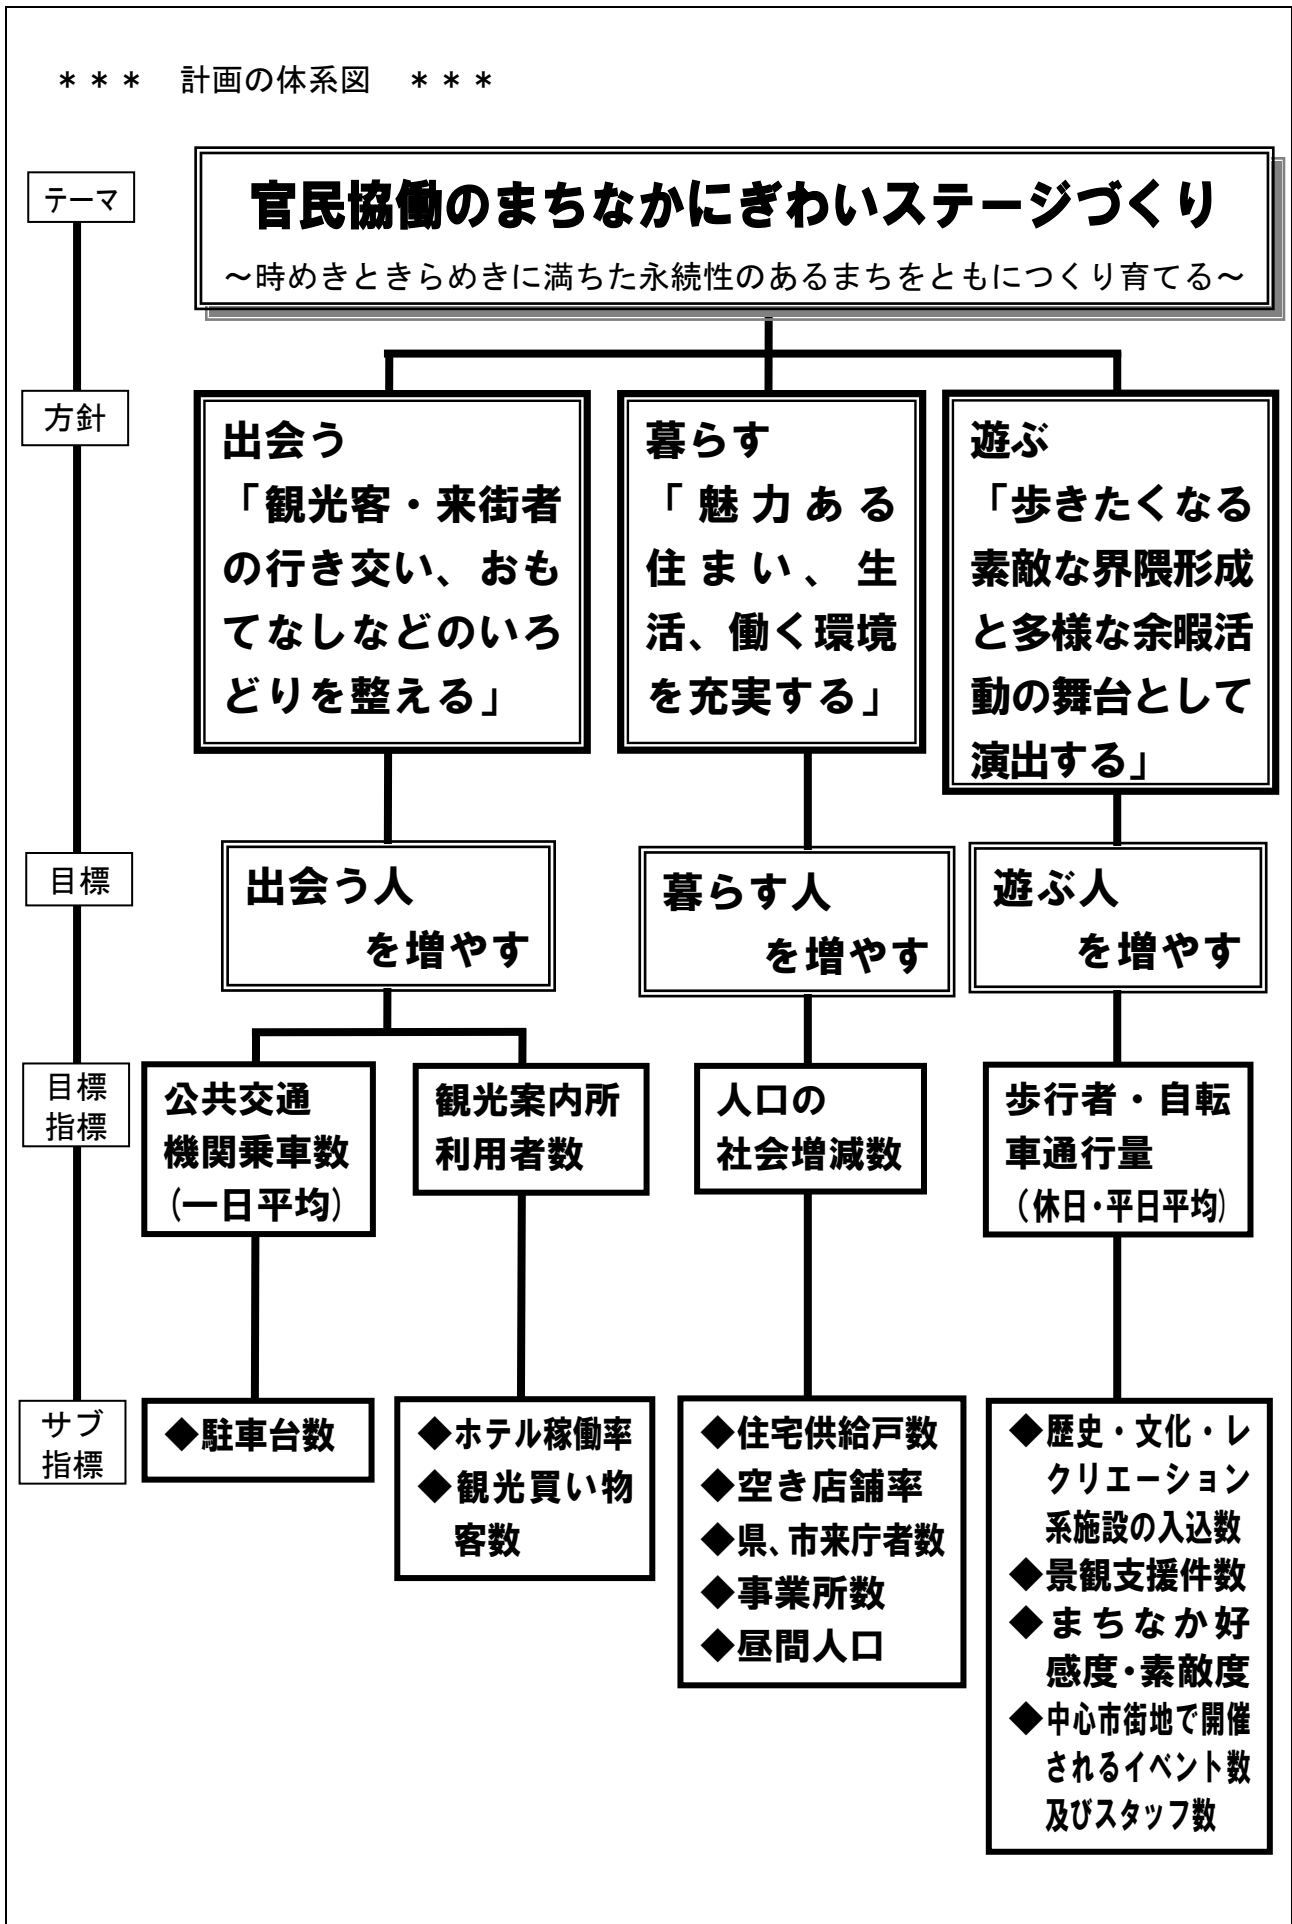 ＊＊＊　計画の体系図　＊＊＊
テーマ
官民協働のまちなかにぎわいステージづくり
～時めきときらめきに満ちた永続性のあるまちをともにつくり育てる～
方針
出会う
「観光客・来街者
の行き交い、おも
てなしなどのいろ
どりを整える」
暮らす
「魅力ある
住まい、生
活、働く環境
を充実する」
遊ぶ
「歩きたくなる
素敵な界隈形成
と多様な余暇活
動の舞台として
演出する」
目標
出会う人
を増やす
暮らす人
を増やす
遊ぶ人
を増やす
目標
指標
公共交通
機関乗車数
（一日平均）
観光案内所
利用者数
人口の
社会増減数
歩行者・自転
車通行量
（休日・平日平均）
サブ
指標
◆駐車台数
◆ホテル稼働率
◆観光買い物
客数
◆住宅供給戸数
◆空き店舗率
◆県、市来庁者数
◆事業所数
◆昼間人口
◆歴史・文化・レ
クリエーション
系施設の入込数
◆景観支援件数
◆まちなか好
感度・素敵度
◆中心市街地で開催
されるイベント数
及びスタッフ数